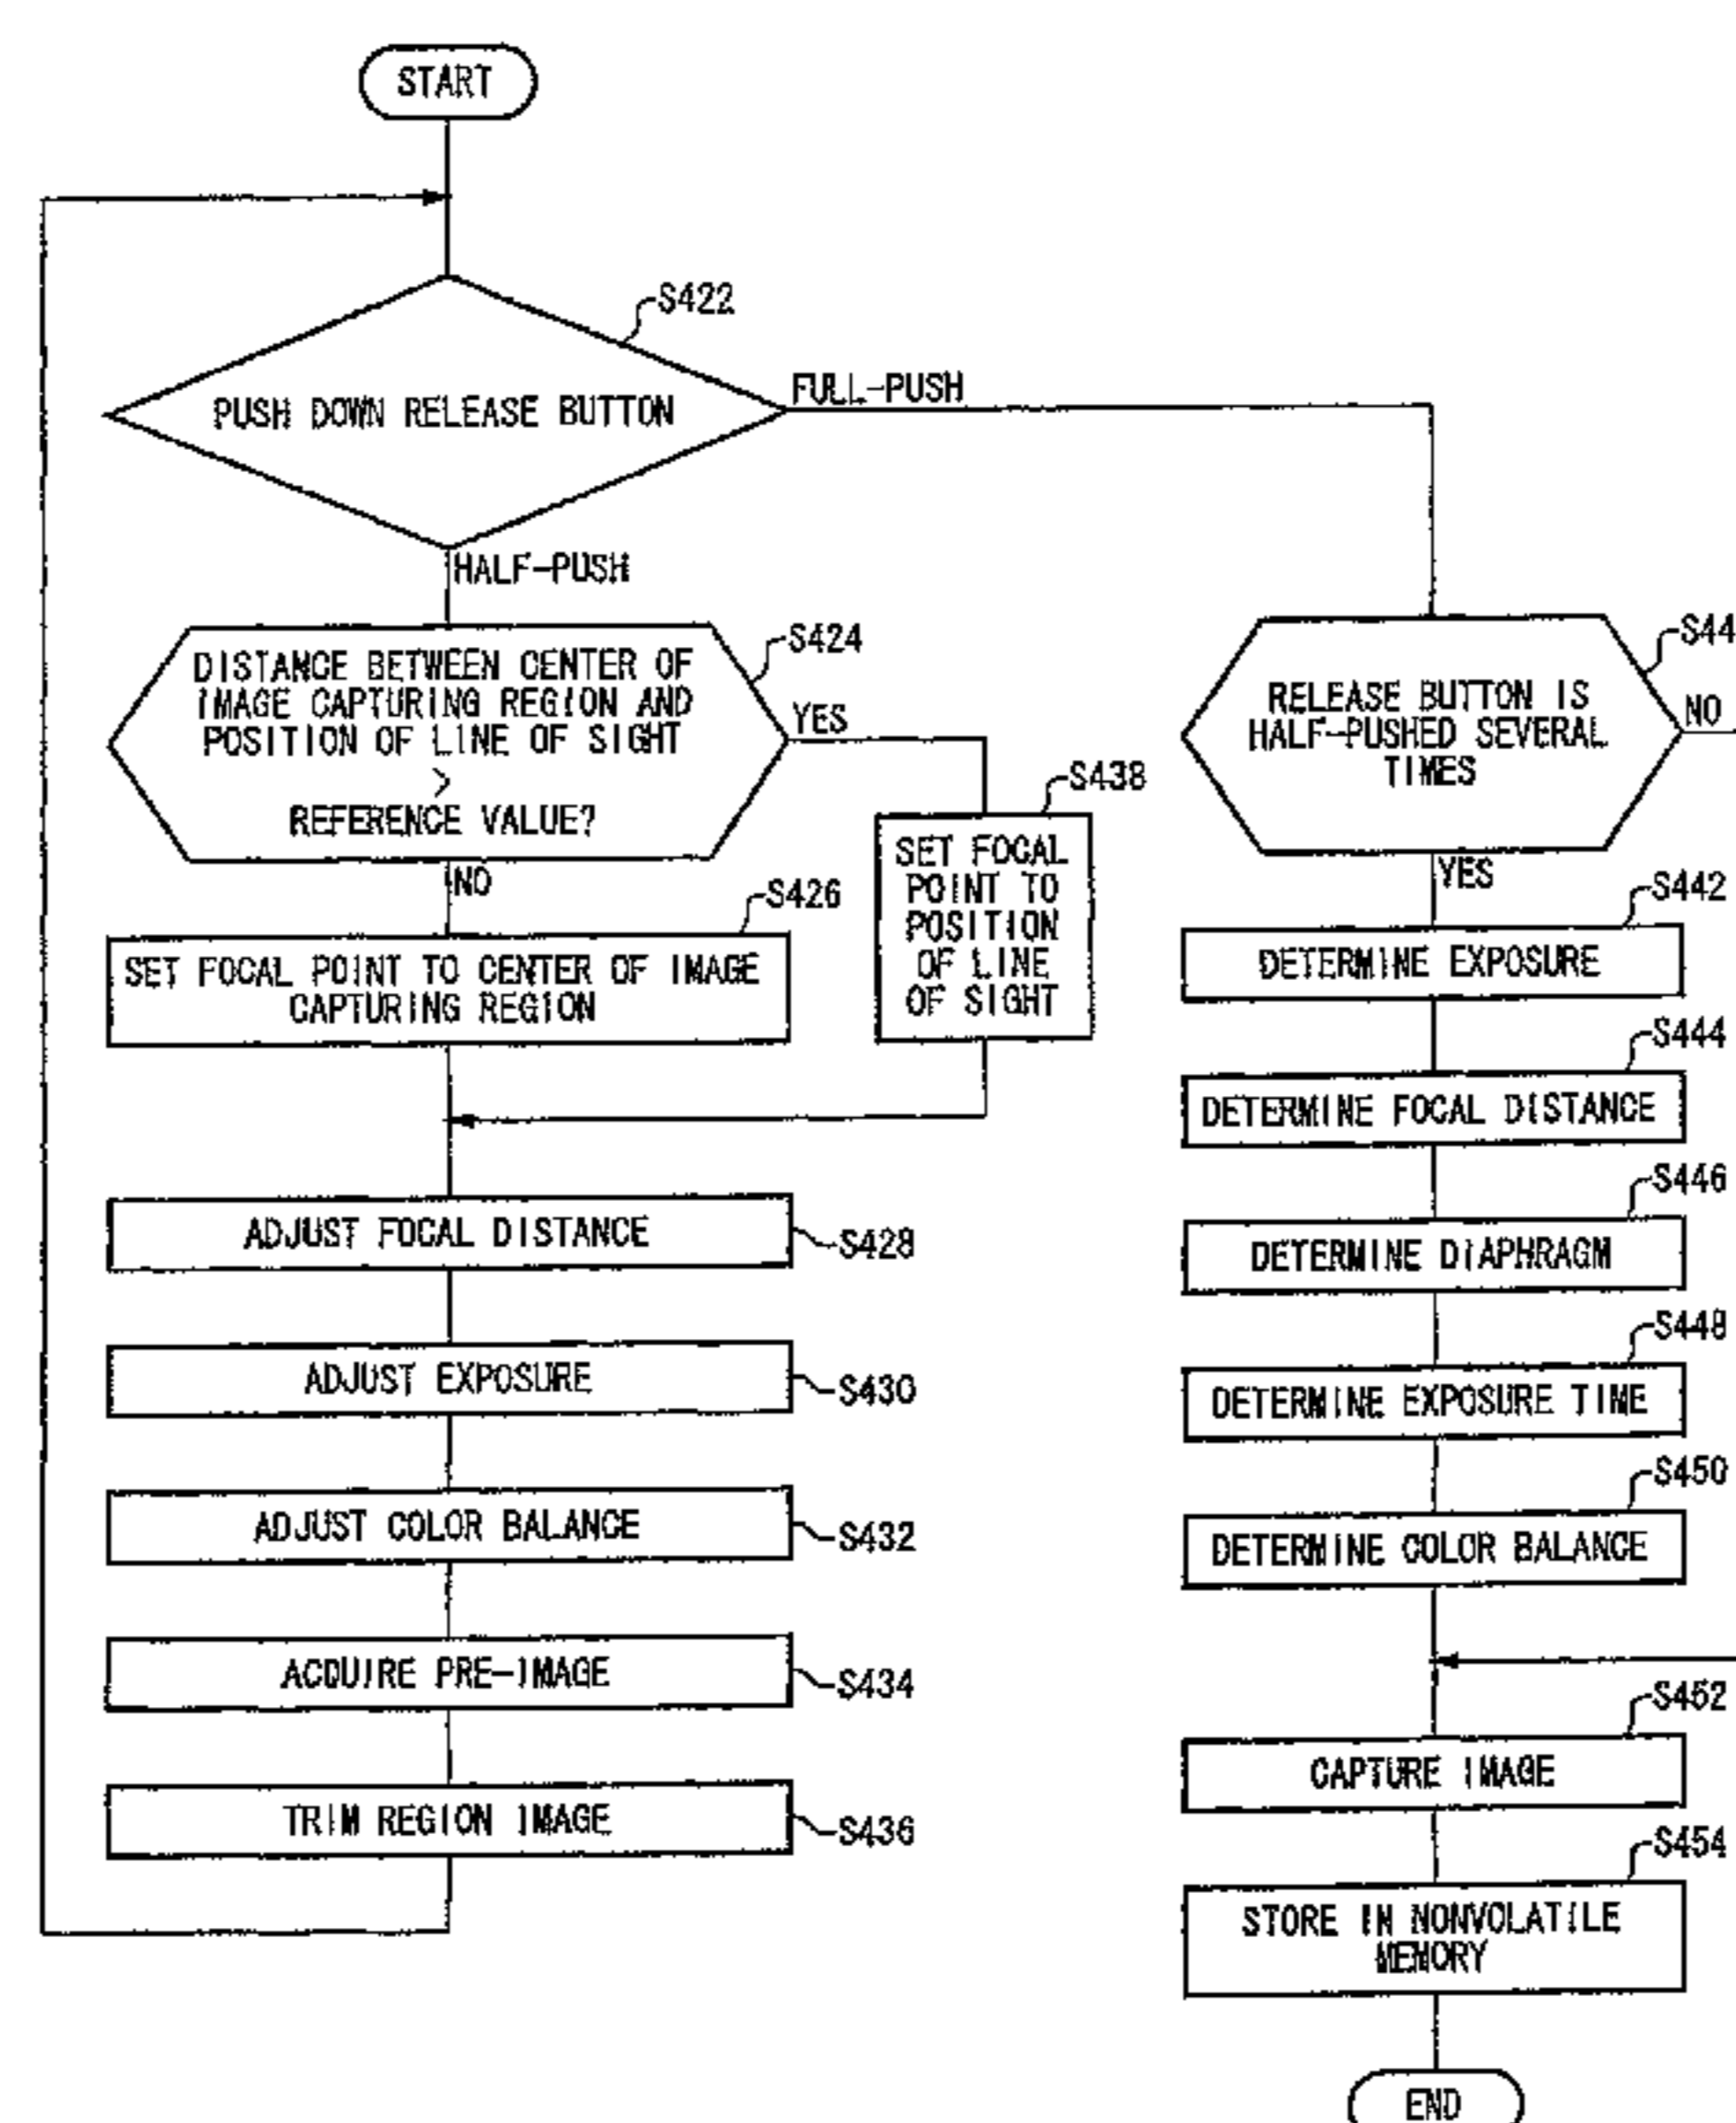 START
S422
PUSH DOWN RELEASE BUTTON
FULL-PUSH
HALF-PUSH
S424
DISTANCE BETWEEN CENTER OF
IMAGE CAPTURING REGION AND
POSITION OF LINE OF SIGHT
>
REFERENCE VALUE?
YES
NO
S438
SET FOCAL
POINT TO
POSITION
OF LINE
OF SIGHT
S426
SET FOCAL POINT TO CENTER OF IMAGE
CAPTURING REGION
ADJUST FOCAL DISTANCE
S428
ADJUST EXPOSURE
S430
ADJUST COLOR BALANCE
S432
ACQUIRE PRE-IMAGE
S434
TRIM REGION IMAGE
S436
S44
RELEASE BUTTON IS
HALF-PUSHED SEVERAL
TIMES
NO
YES
S442
DETERMINE EXPOSURE
S444
DETERMINE FOCAL DISTANCE
S446
DETERMINE DIAPHRAGM
S448
DETERMINE EXPOSURE TIME
S450
DETERMINE COLOR BALANCE
S452
CAPTURE IMAGE
S454
STORE IN NONVOLATILE
MEMORY
END